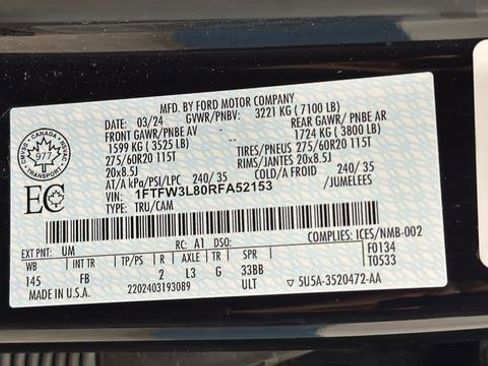 MFD. BY FORD MOTOR COMPANY
DATE: 03/24 GVWR/PNBV: 3221 KG ( 7100 LB)
FRONT GAWR/PNBE AV REAR GAWR/ PNBE AR
1599 KG ( 3525 LB) 1724 KG ( 3800 LB)
275/60R20 115T 275/60R20 115T
20x8.5J RIMS/JANTES 20x8.5J
AT/A kPa/PSI/LPC 240/ 35 COLD/A FROID 240/ 35
VIN: 1FTFW3L80RFA52153 /JUMELEES
TYPE: TRU/CAM
CANADA
977
TRANSPORT
EC
COMPLIES: ICES/NMB-002
EXT PNT: UM RC: A1 DSO: F0134
WB INT TR TP/PS R AXLE TR SPR T0533
145 FB 2 L3 G 33BB
MADE IN U.S.A. 2202403193089 ULT ▽ 5U5A-3520472-AA